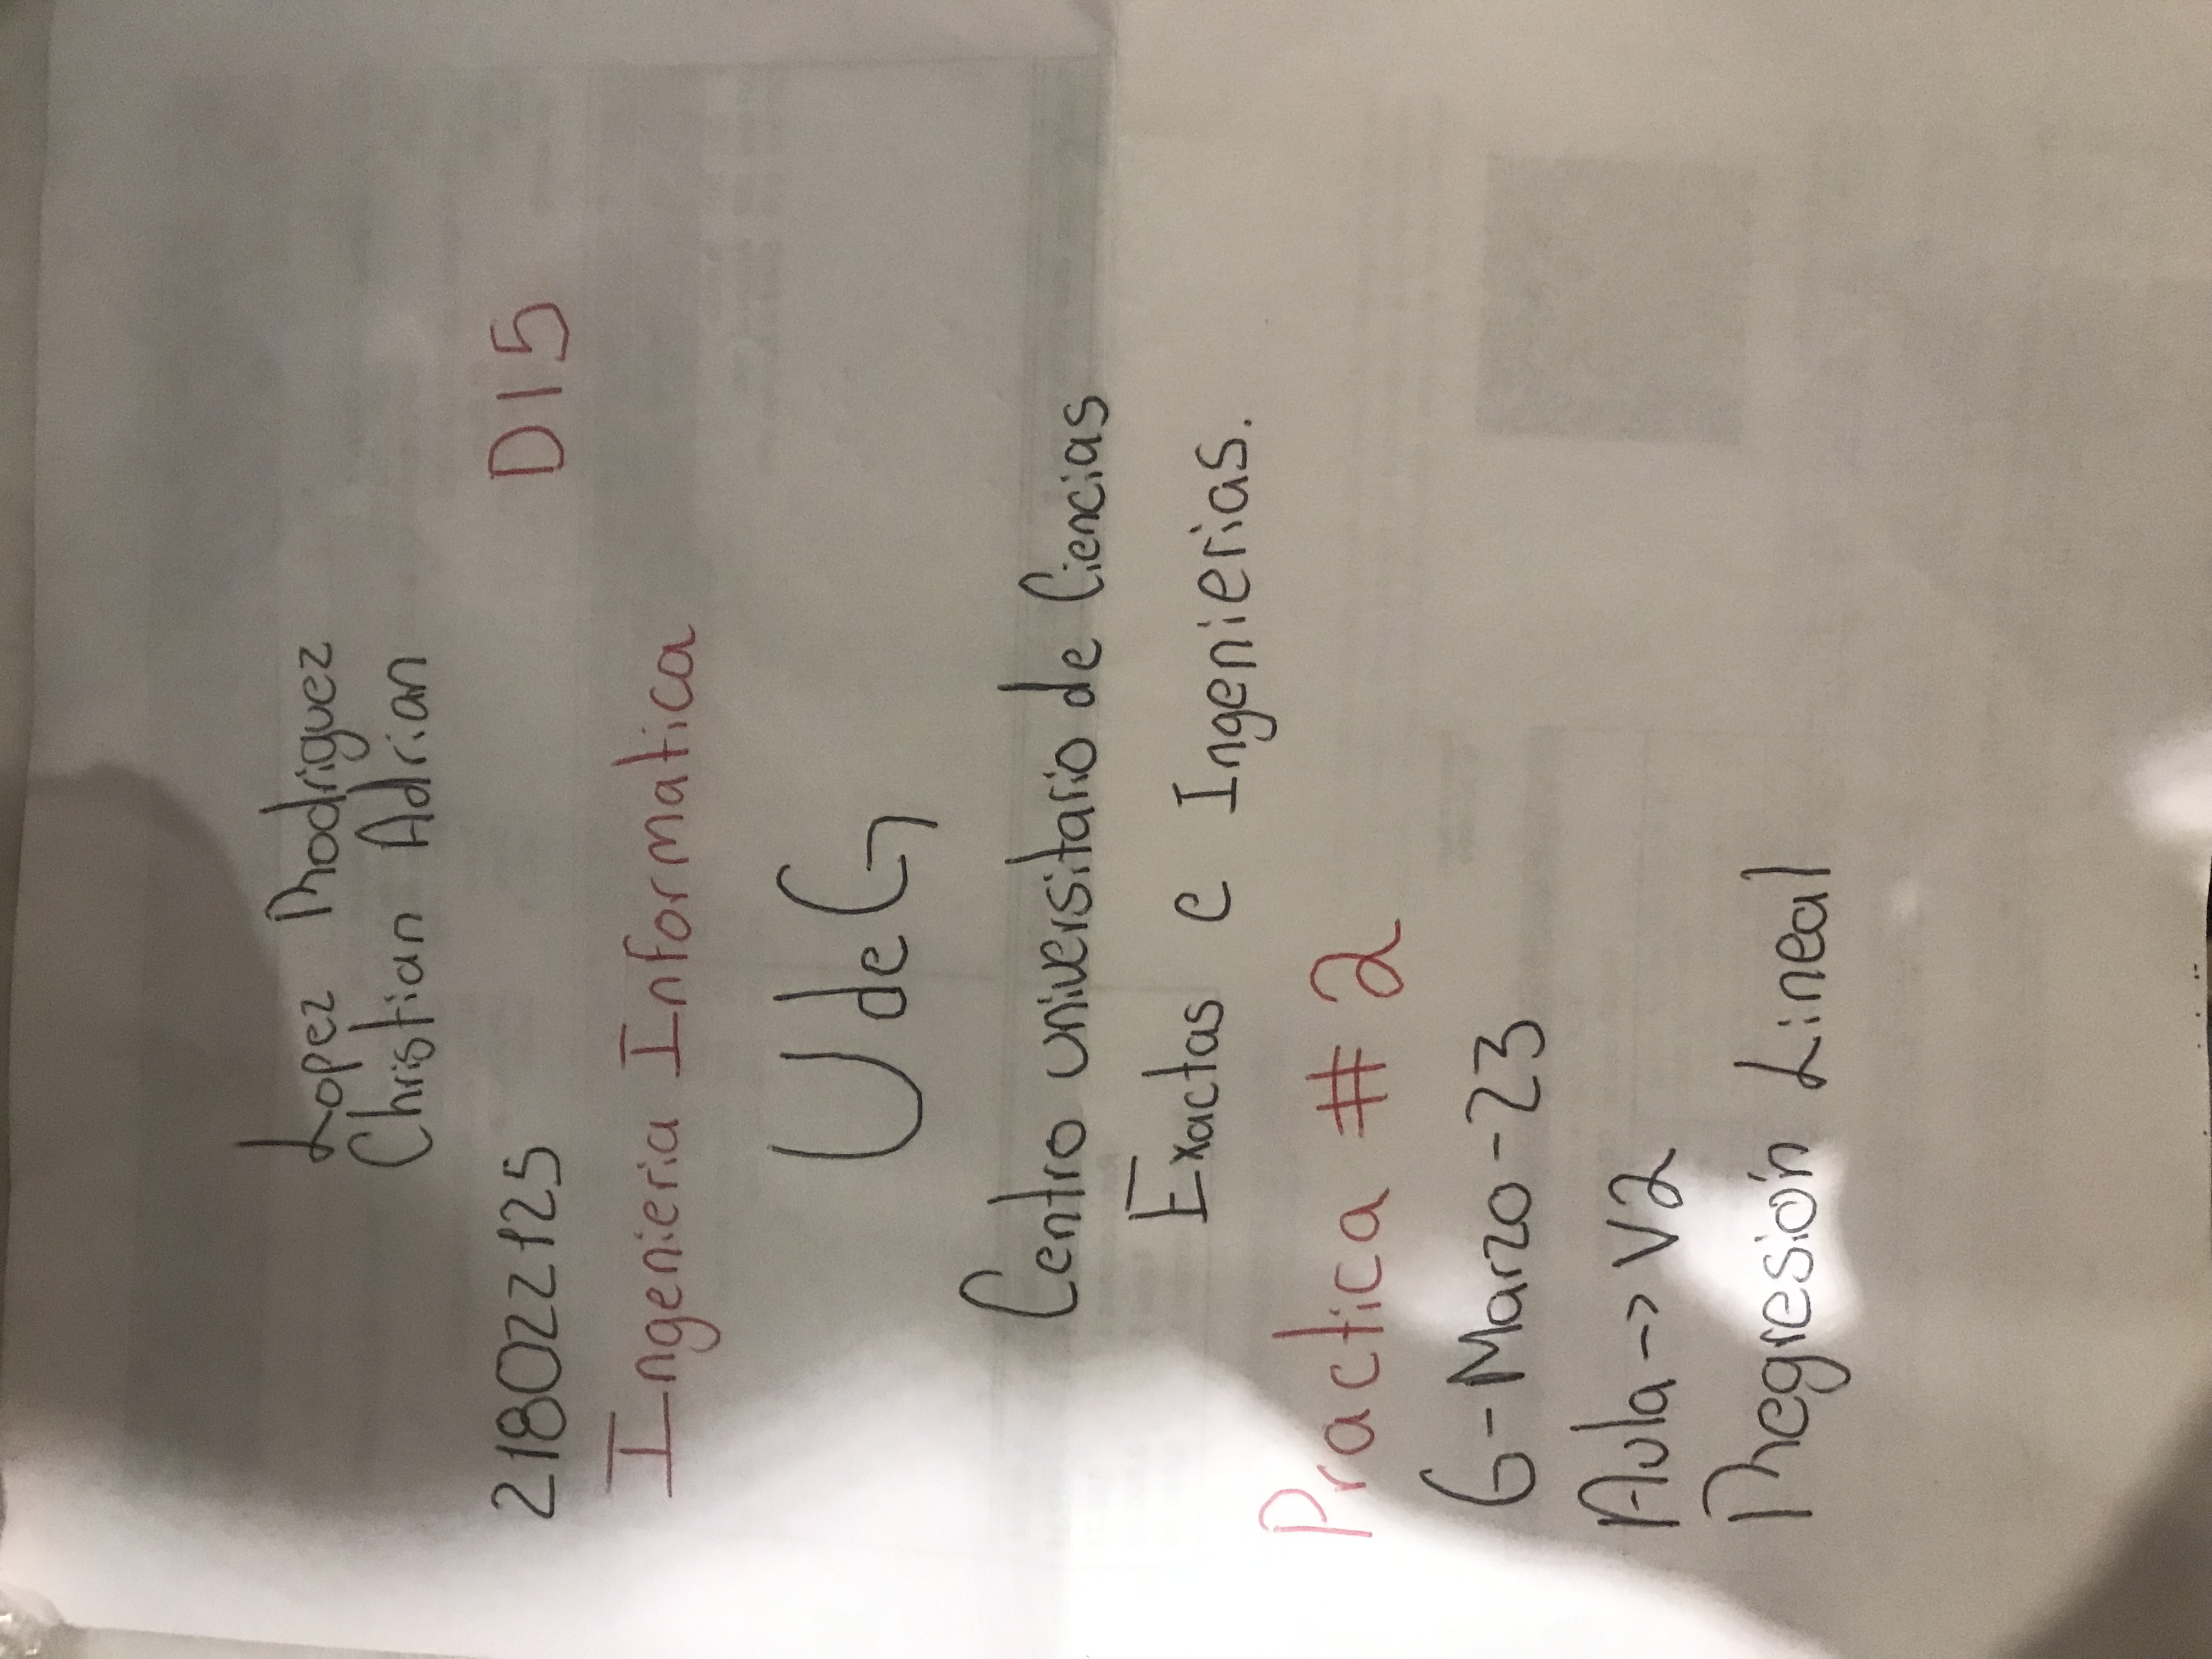 Lopez Rodriguez
Christian Adrian
218022125 D15
Ingenieria Informatica
U de G
Centro universitario de Ciencias
Exactas e Ingenierias.
Practica # 2
6-Marzo-23
Aula -> V2
Regresión Lineal